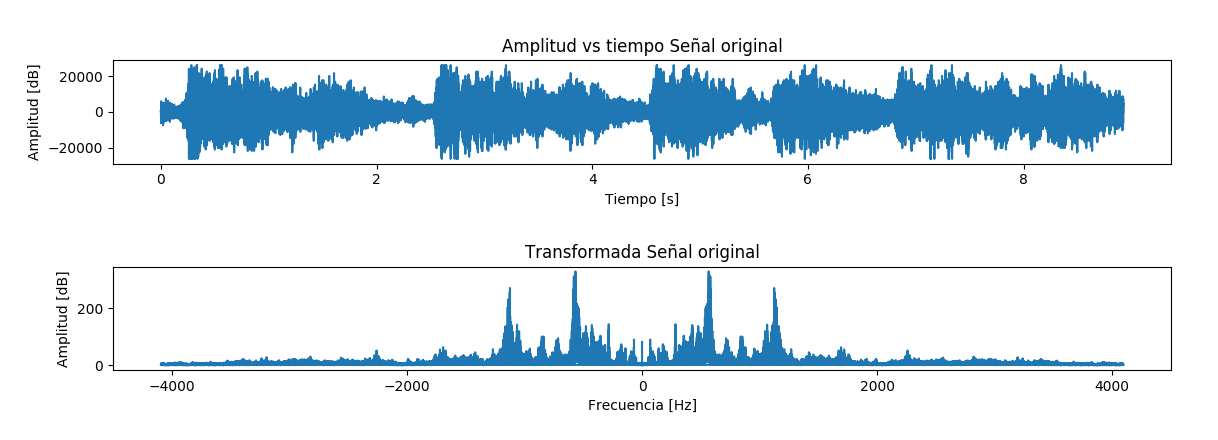 Amplitud vs tiempo Señal original
Amplitud [dB]
20000
0
−20000
0 2 4 6 8
Tiempo [s]
Transformada Señal original
Amplitud [dB]
200
0
−4000 −2000 0 2000 4000
Frecuencia [Hz]